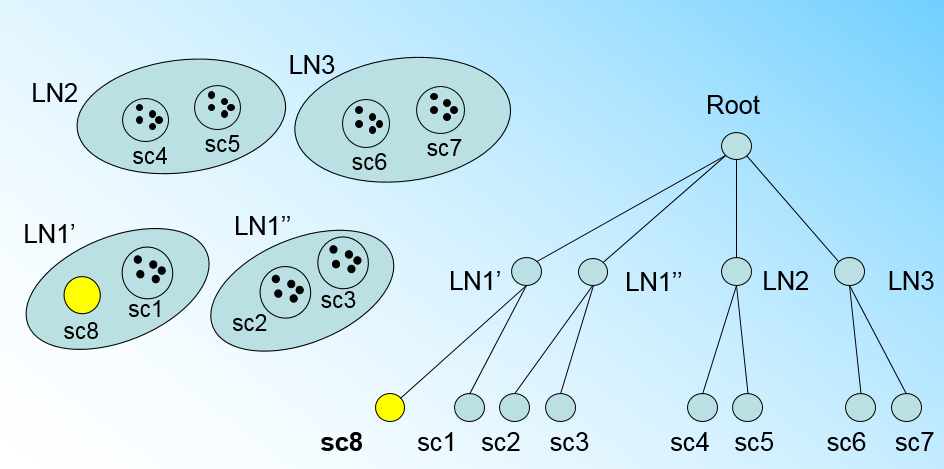 LN2
sc4
sc5
LN3
sc6
sc7
LN1’
sc8
sc1
LN1’’
sc2
sc3
Root
LN1’
LN1’’
LN2
LN3
sc8
sc1
sc2
sc3
sc4
sc5
sc6
sc7